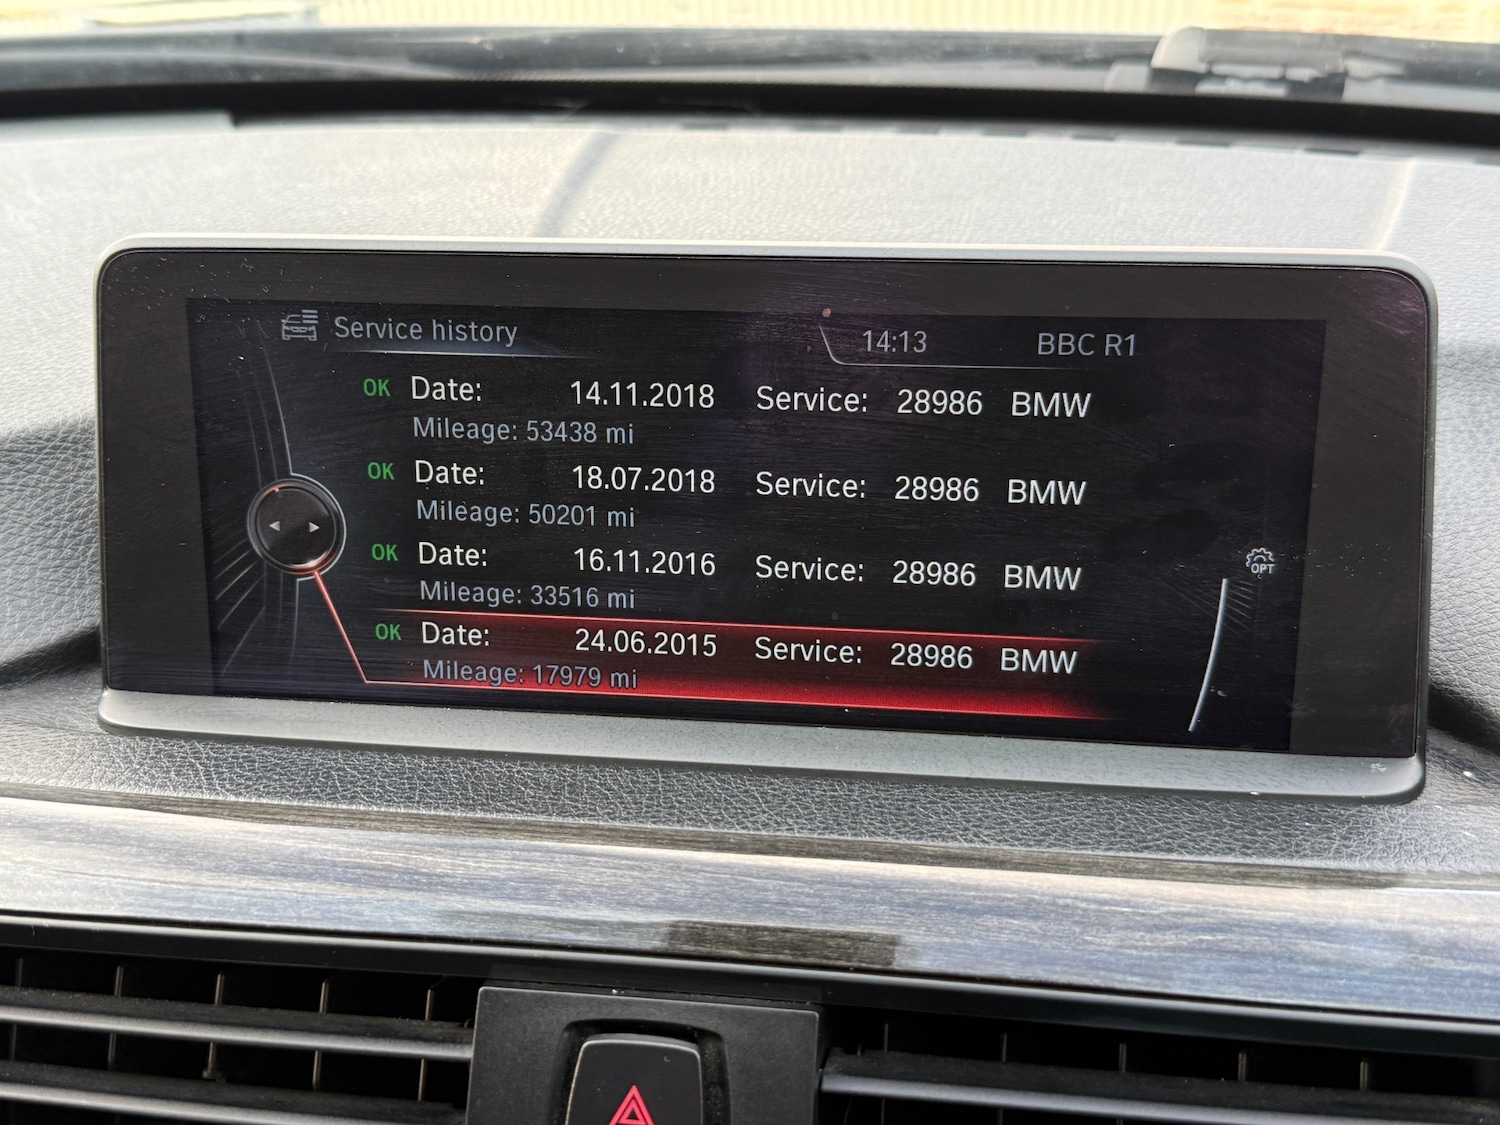 Service history 14:13 BBC R1
OK Date: 14.11.2018 Service: 28986 BMW
Mileage: 53438 mi
OK Date: 18.07.2018 Service: 28986 BMW
Mileage: 50201 mi
OK Date: 16.11.2016 Service: 28986 BMW
Mileage: 33516 mi
OPT
OK Date: 24.06.2015 Service: 28986 BMW
Mileage: 17979 mi